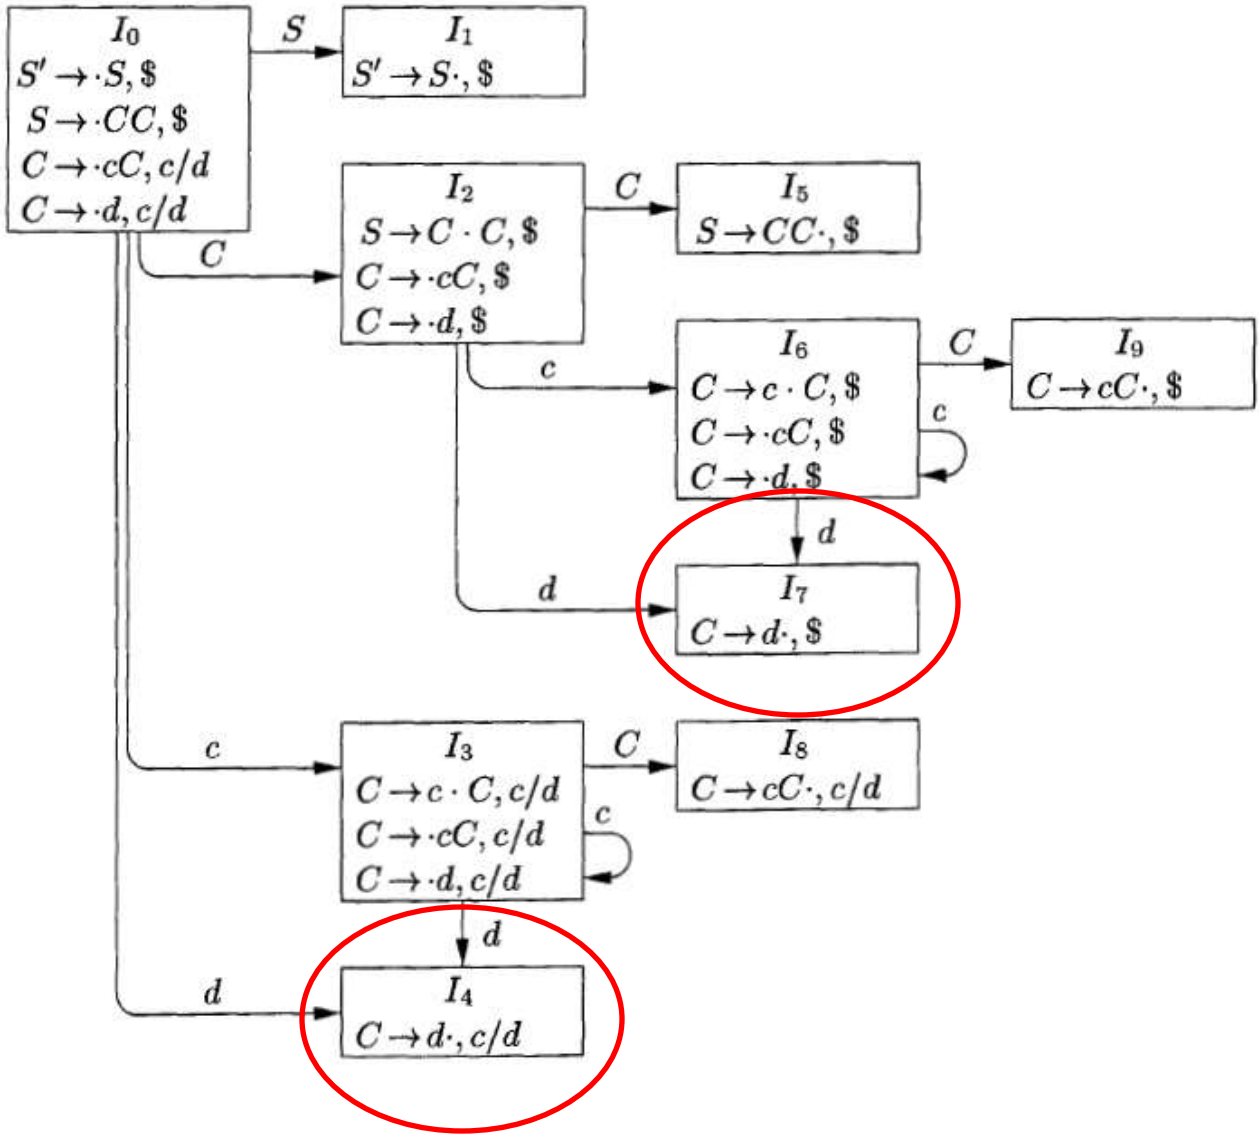 I₀
S' → ·S, $
S → ·CC, $
C → ·cC, c/d
C → ·d, c/d
S
I₁
S' → S·, $
C
I₂
S → C · C, $
C → ·cC, $
C → ·d, $
C
I₅
S → CC·, $
c
I₆
C → c · C, $
C → ·cC, $
C → ·d, $
C
I₉
C → cC·, $
c
d
d
I₇
C → d·, $
c
I₃
C → c · C, c/d
C → ·cC, c/d
C → ·d, c/d
C
I₈
C → cC·, c/d
c
d
d
I₄
C → d·, c/d